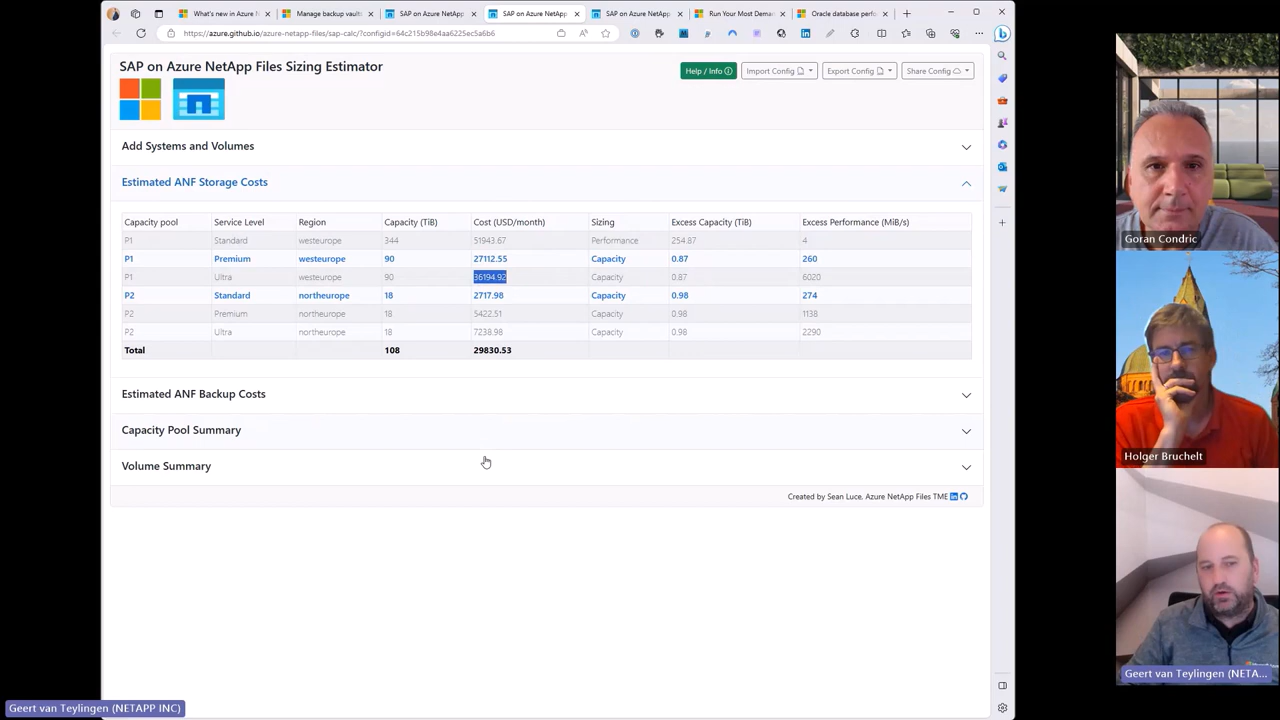 What's new in Azure N
Manage backup vault
SAP on Azure NetApp
SAP on Azure NetApp
SAP on Azure NetApp
Run Your Most Dema
Oracle database perf
https://azure.github.io/azure-netapp-files/sap-calc/?configid=64c215b98e4aa6225ec5a6b6
SAP on Azure NetApp Files Sizing Estimator
Help / Info
Import Config
Export Config
Share Config
Add Systems and Volumes
Estimated ANF Storage Costs
Capacity pool Service Level Region Capacity (TiB) Cost (USD/month) Sizing Excess Capacity (TiB) Excess Performance (MiB/s)
P1 Standard westeurope 344 51943.67 Performance 254.87 4
P1 Premium westeurope 90 27112.55 Capacity 0.87 260
P1 Ultra westeurope 90 36194.92 Capacity 0.87 6020
P2 Standard northeurope 18 2717.98 Capacity 0.98 274
P2 Premium northeurope 18 5422.51 Capacity 0.98 1138
P2 Ultra northeurope 18 7238.98 Capacity 0.98 2290
Total 108 29830.53
Estimated ANF Backup Costs
Capacity Pool Summary
Volume Summary
Created by Sean Luce, Azure NetApp Files TME
Goran Condric
Holger Bruchelt
Geert van Teylingen (NETA...
Geert van Teylingen (NETAPP INC)